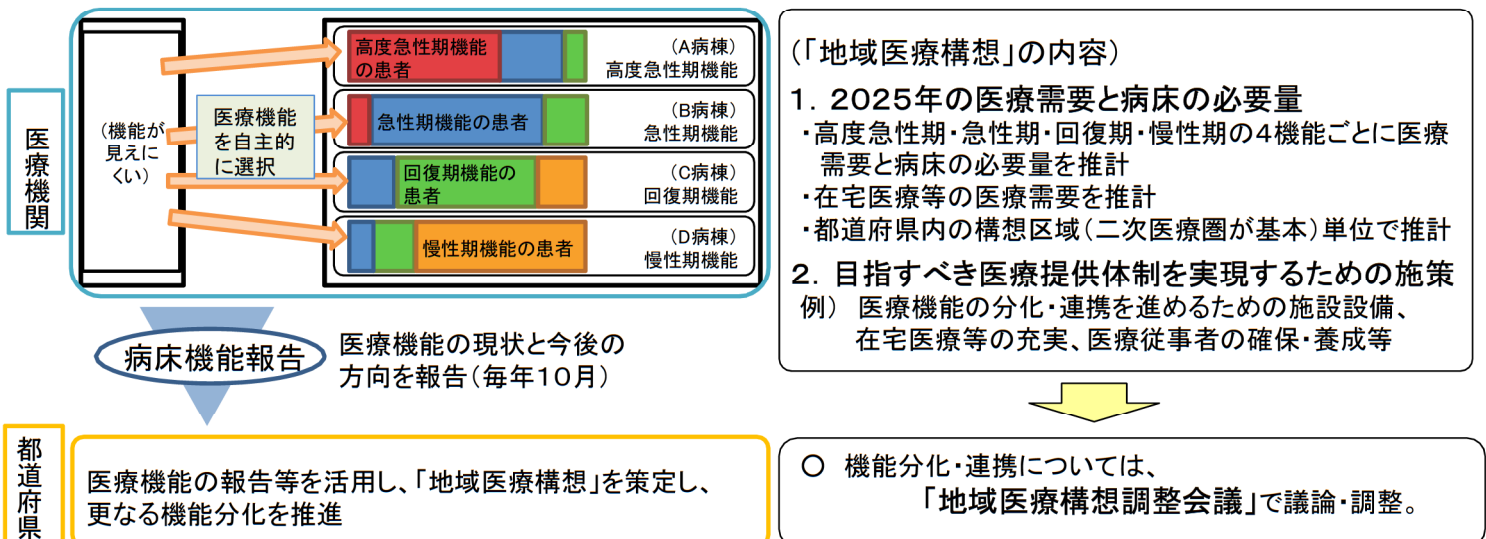 医療機関
(機能が
見えに
くい)
医療機能
を自主的
に選択
高度急性期機能
の患者
(A病棟)
高度急性期機能
急性期機能の患者
(B病棟)
急性期機能
回復期機能の
患者
(C病棟)
回復期機能
慢性期機能の患者
(D病棟)
慢性期機能
病床機能報告
医療機能の現状と今後の
方向を報告(毎年10月)
都道府県
医療機能の報告等を活用し、「地域医療構想」を策定し、
更なる機能分化を推進
(「地域医療構想」の内容)
1. 2025年の医療需要と病床の必要量
・高度急性期・急性期・回復期・慢性期の4機能ごとに医療
需要と病床の必要量を推計
・在宅医療等の医療需要を推計
・都道府県内の構想区域(二次医療圏が基本)単位で推計
2. 目指すべき医療提供体制を実現するための施策
例) 医療機能の分化・連携を進めるための施設設備、
在宅医療等の充実、医療従事者の確保・養成等
○ 機能分化・連携については、
「地域医療構想調整会議」で議論・調整。